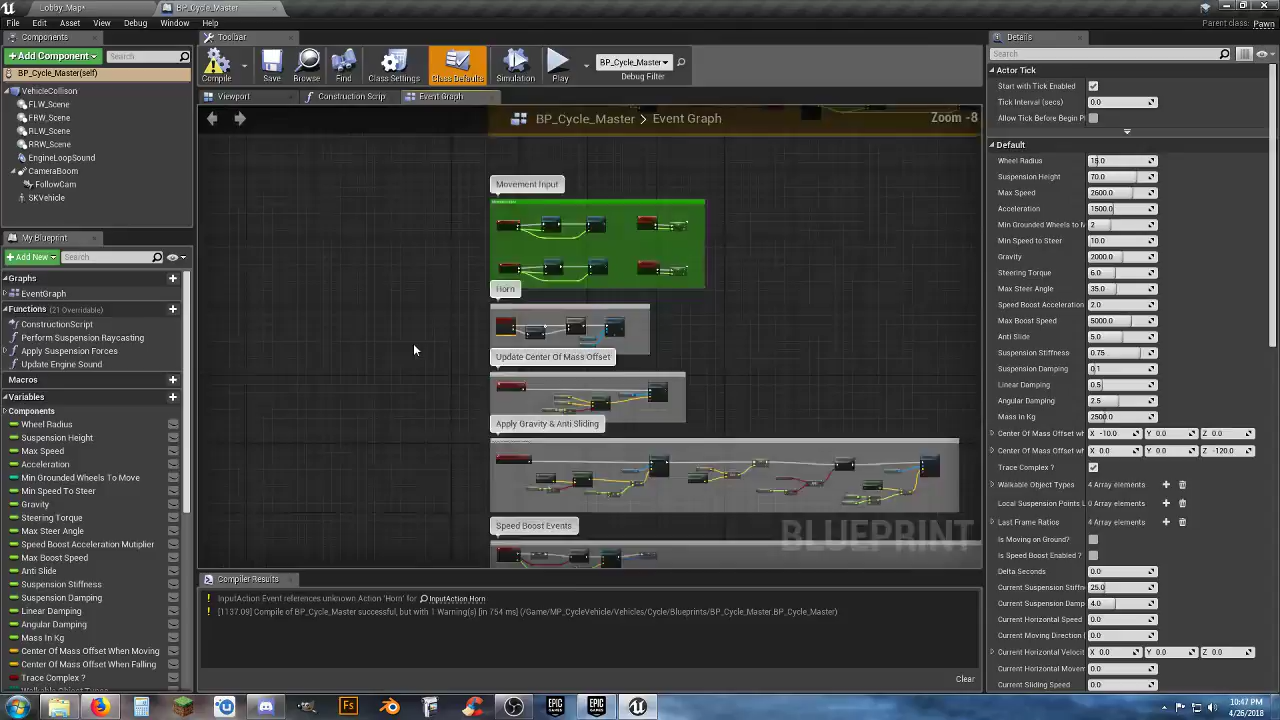 Lobby_Map*
BP_Cycle_Master
File Edit Asset View Debug Window Help
Parent class: Pawn
Components
Toolbar
Details
Add Component
Search
Compile
Save
Browse
Find
Class Settings
Class Defaults
Simulation
Play
BP_Cycle_Master
Debug Filter
Search
BP_Cycle_Master(self)
VehicleCollison
FLW_Scene
FRW_Scene
RLW_Scene
RRW_Scene
EngineLoopSound
CameraBoom
FollowCam
SKVehicle
Viewport
Construction Scrip
Event Graph
BP_Cycle_Master > Event Graph
Zoom -8
Movement Input
Horn
Update Center Of Mass Offset
Apply Gravity & Anti Sliding
Speed Boost Events
BLUEPRINT
My Blueprint
Add New
Search
Graphs
EventGraph
Functions (21 Overridable)
ConstructionScript
Perform Suspension Raycasting
Apply Suspension Forces
Update Engine Sound
Macros
Variables
Components
Wheel Radius
Suspension Height
Max Speed
Acceleration
Min Grounded Wheels To Move
Min Speed To Steer
Gravity
Steering Torque
Max Steer Angle
Speed Boost Acceleration Mutiplier
Max Boost Speed
Anti Slide
Suspension Stiffness
Suspension Damping
Linear Damping
Angular Damping
Mass In Kg
Center Of Mass Offset When Moving
Center Of Mass Offset When Falling
Trace Complex ?
Walkable Object Types
Compiler Results
InputAction Event references unknown Action 'Horn' for InputAction Horn
[1137.09] Compile of BP_Cycle_Master successful, but with 1 Warning(s) [in 754 ms] (/Game/MP_CycleVehicle/Vehicles/Cycle/Blueprints/BP_Cycle_Master.BP_Cycle_Master)
Clear
Actor Tick
Start with Tick Enabled
Tick Interval (secs) 0.0
Allow Tick Before Begin P
Default
Wheel Radius 15.0
Suspension Height 70.0
Max Speed 2600.0
Acceleration 1500.0
Min Grounded Wheels to M 2
Min Speed to Steer 10.0
Gravity 2000.0
Steering Torque 6.0
Max Steer Angle 35.0
Speed Boost Acceleration 2.0
Max Boost Speed 5000.0
Anti Slide 5.0
Suspension Stiffness 0.75
Suspension Damping 0.1
Linear Damping 0.5
Angular Damping 2.5
Mass in Kg 2500.0
Center Of Mass Offset wh X -10.0 Y 0.0 Z 0.0
Center Of Mass Offset wh X 0.0 Y 0.0 Z -120.0
Trace Complex ?
Walkable Object Types 4 Array elements
Local Suspension Points L 0 Array elements
Last Frame Ratios 4 Array elements
Is Moving on Ground?
Is Speed Boost Enabled ?
Delta Seconds 0.0
Current Suspension Stiffn 25.0
Current Suspension Damp 4.0
Current Horizontal Speed 0.0
Current Moving Direction 0.0
Current Horizontal Velocit X 0.0 Y 0.0 Z 0.0
Current Horizontal Movem 0.0
Current Sliding Speed 0.0
Fs
EPIC GAMES
EPIC GAMES
10:47 PM
4/26/2018